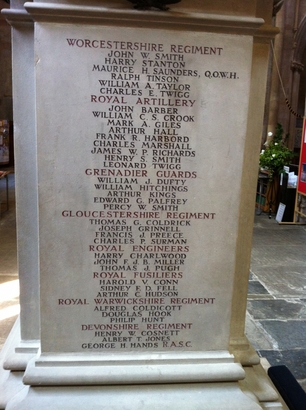 WORCESTERSHIRE REGIMENT
JOHN W SMITH
HARRY STANTON
MAURICE H SAUNDERS, Q.O.W.H.
RALPH TINSON
WILLIAM A TAYLOR
CHARLES E TWIGG
ROYAL ARTILLERY
JOHN BARBER
WILLIAM C S CROOK
MARK A GILES
ARTHUR HALL
FRANK R HARBORD
CHARLES MARSHALL
JAMES W P RICHARDS
HENRY S SMITH
LEONARD TWIGG
GRENADIER GUARDS
WILLIAM J DUFTY
WILLIAM HITCHINGS
ARTHUR KINGS
EDWARD G PALFREY
PERCY W SMITH
GLOUCESTERSHIRE REGIMENT
THOMAS G COLDRICK
JOSEPH GRINNELL
FRANCIS J PREECE
CHARLES P SURMAN
ROYAL ENGINEERS
HARRY CHARLWOOD
JOHN F J B MILLER
THOMAS J PUGH
ROYAL FUSILIERS
HAROLD V CONN
SIDNEY E D FELL
ARTHUR C HUDSON
ROYAL WARWICKSHIRE REGIMENT
ALFRED COLDICOTT
DOUGLAS HOOK
PHILIP HUNT
DEVONSHIRE REGIMENT
HENRY W COSNETT
ALBERT T JONES
GEORGE H HANDS R.A.S.C.